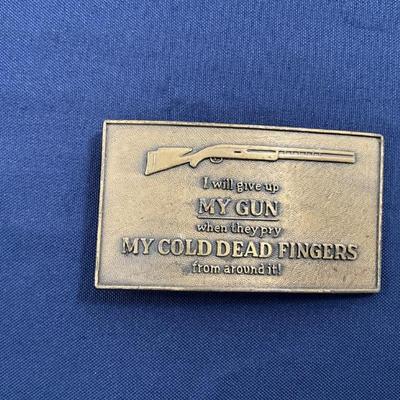 I will give up
MY GUN
when they pry
MY COLD DEAD FINGERS
...from around it!